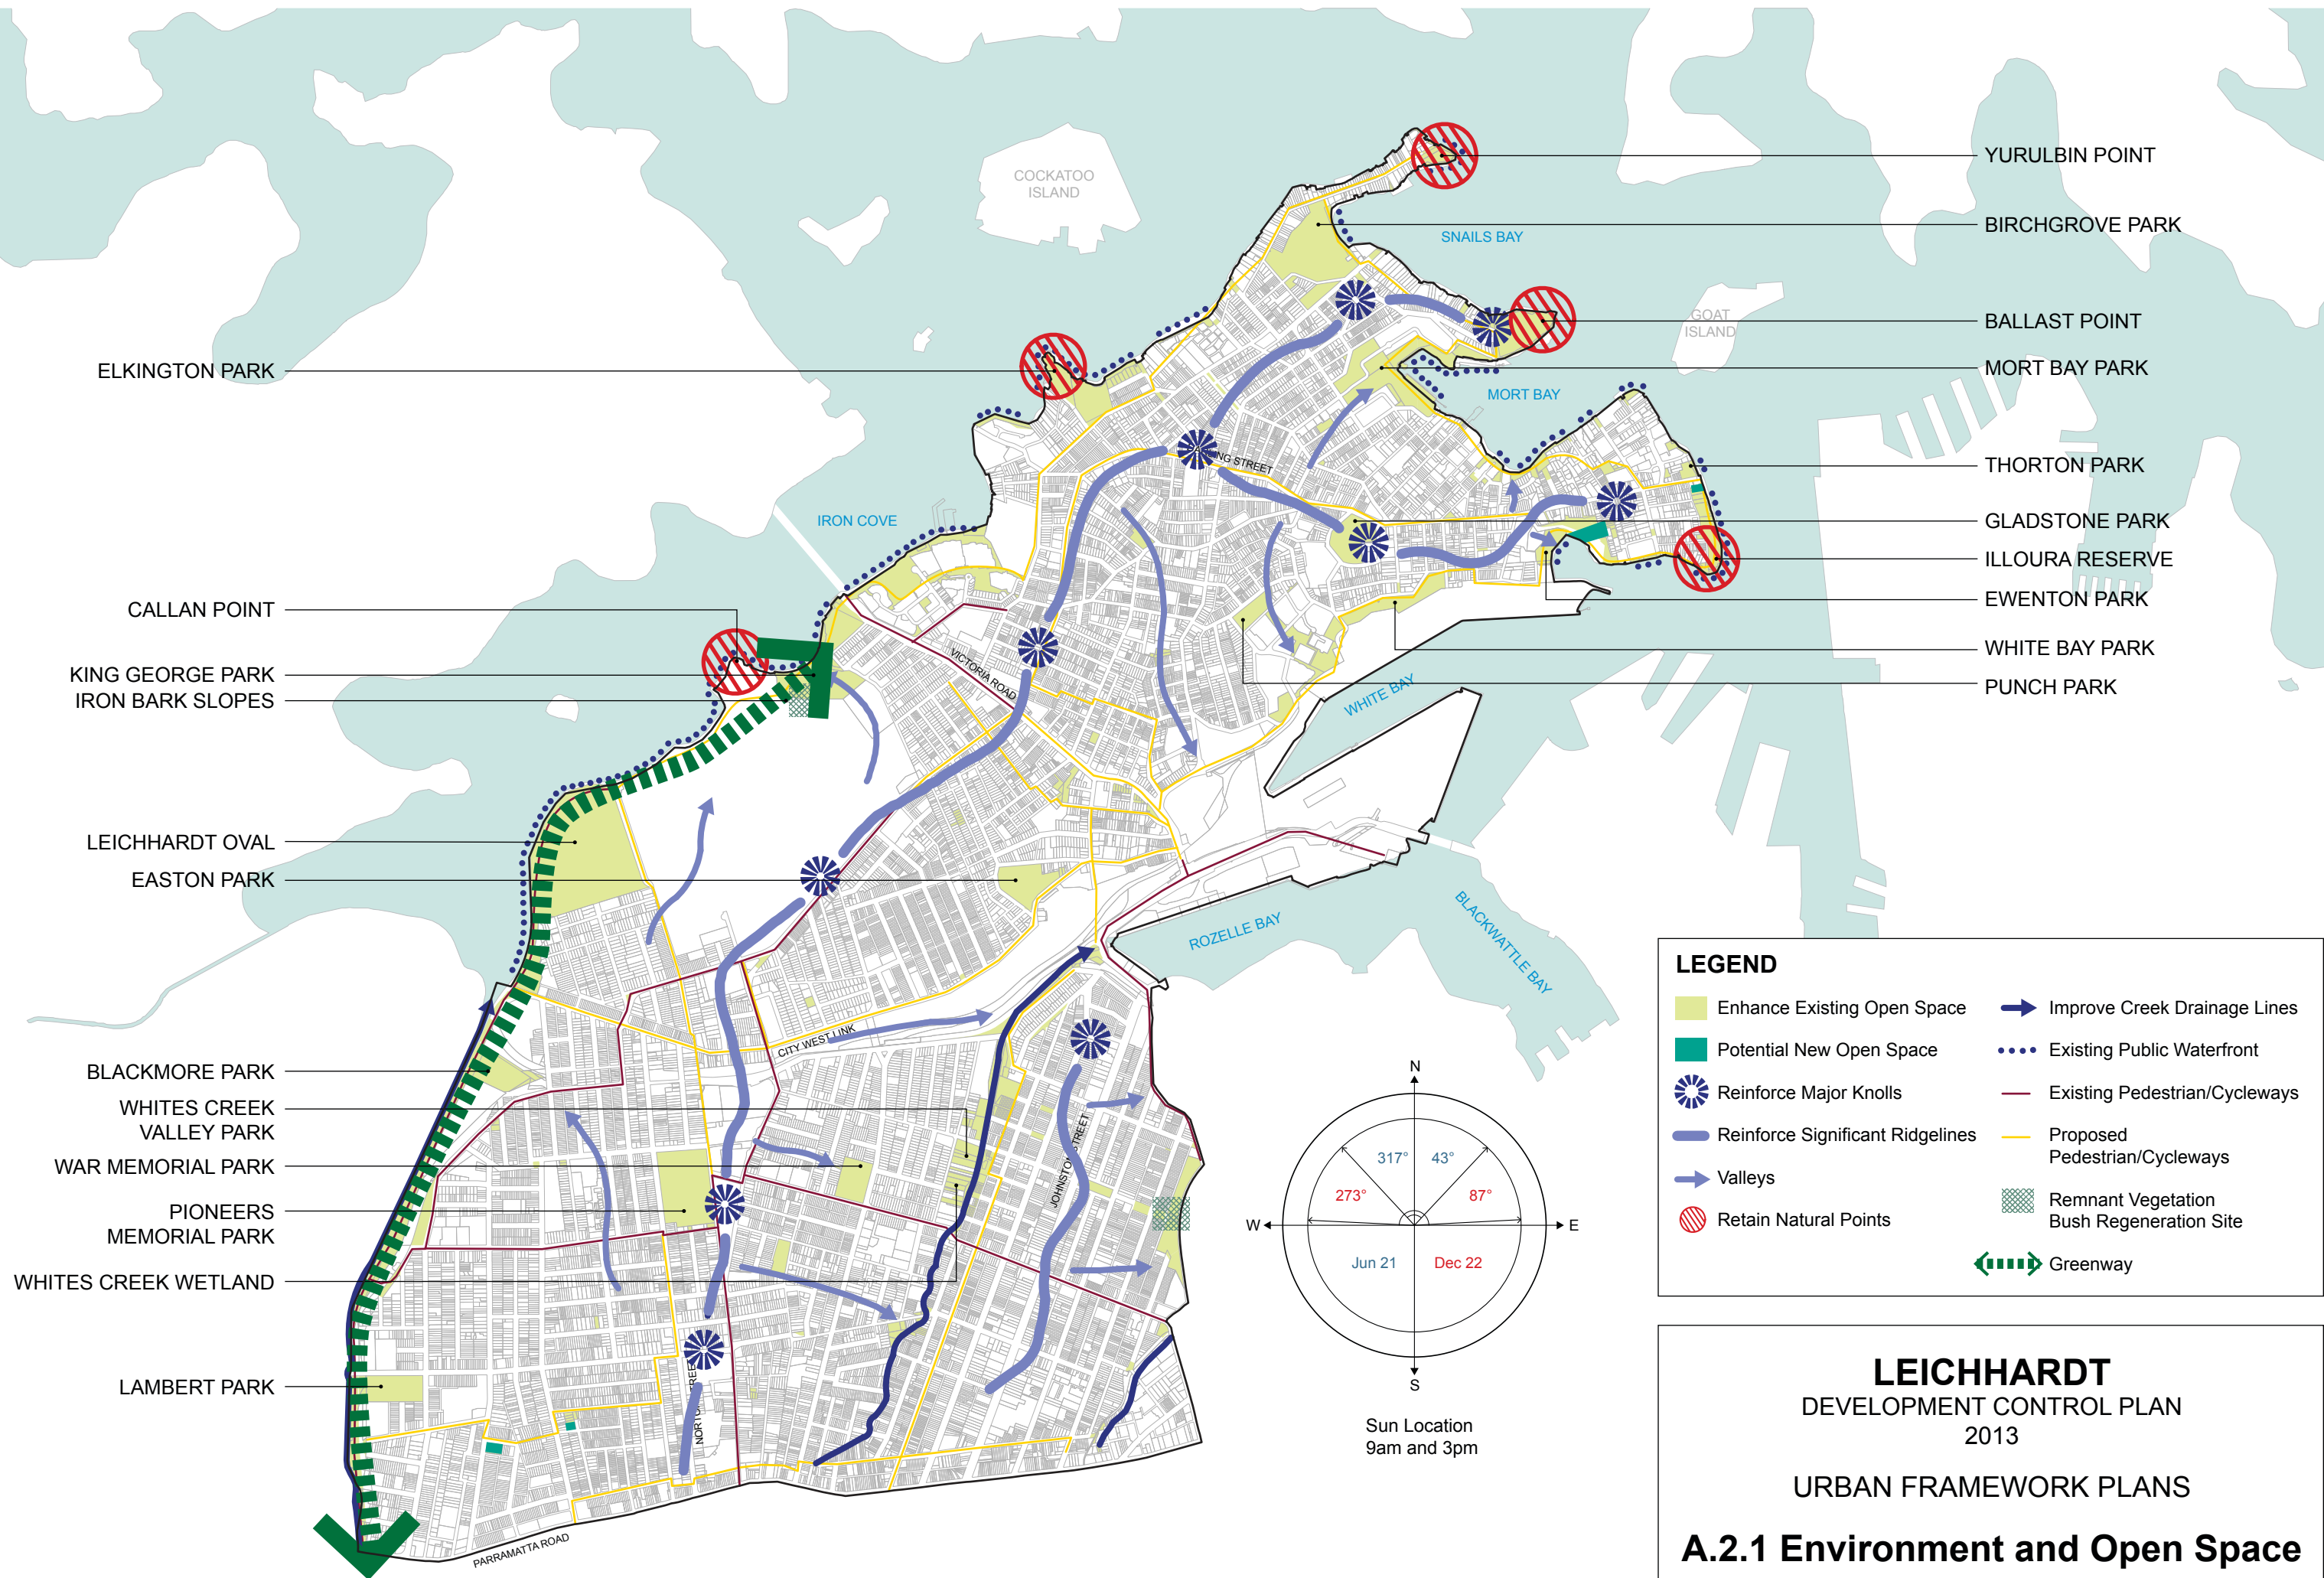 COCKATOO
ISLAND
SNAILS BAY
GOAT
ISLAND
MORT BAY
IRON COVE
DARLING STREET
VICTORIA ROAD
WHITE BAY
ROZELLE BAY
BLACKWATTLE BAY
CITY WEST LINK
JOHNSTON STREET
NORTON STREET
PARRAMATTA ROAD
ELKINGTON PARK
CALLAN POINT
KING GEORGE PARK
IRON BARK SLOPES
LEICHHARDT OVAL
EASTON PARK
BLACKMORE PARK
WHITES CREEK
VALLEY PARK
WAR MEMORIAL PARK
PIONEERS
MEMORIAL PARK
WHITES CREEK WETLAND
LAMBERT PARK
YURULBIN POINT
BIRCHGROVE PARK
BALLAST POINT
MORT BAY PARK
THORTON PARK
GLADSTONE PARK
ILLOURA RESERVE
EWENTON PARK
WHITE BAY PARK
PUNCH PARK
N
317° 43°
273° 87°
W E
Jun 21 Dec 22
S
Sun Location
9am and 3pm
LEGEND
Enhance Existing Open Space
Potential New Open Space
Reinforce Major Knolls
Reinforce Significant Ridgelines
Valleys
Retain Natural Points
Improve Creek Drainage Lines
Existing Public Waterfront
Existing Pedestrian/Cycleways
Proposed
Pedestrian/Cycleways
Remnant Vegetation
Bush Regeneration Site
Greenway
LEICHHARDT
DEVELOPMENT CONTROL PLAN
2013
URBAN FRAMEWORK PLANS
A.2.1 Environment and Open Space